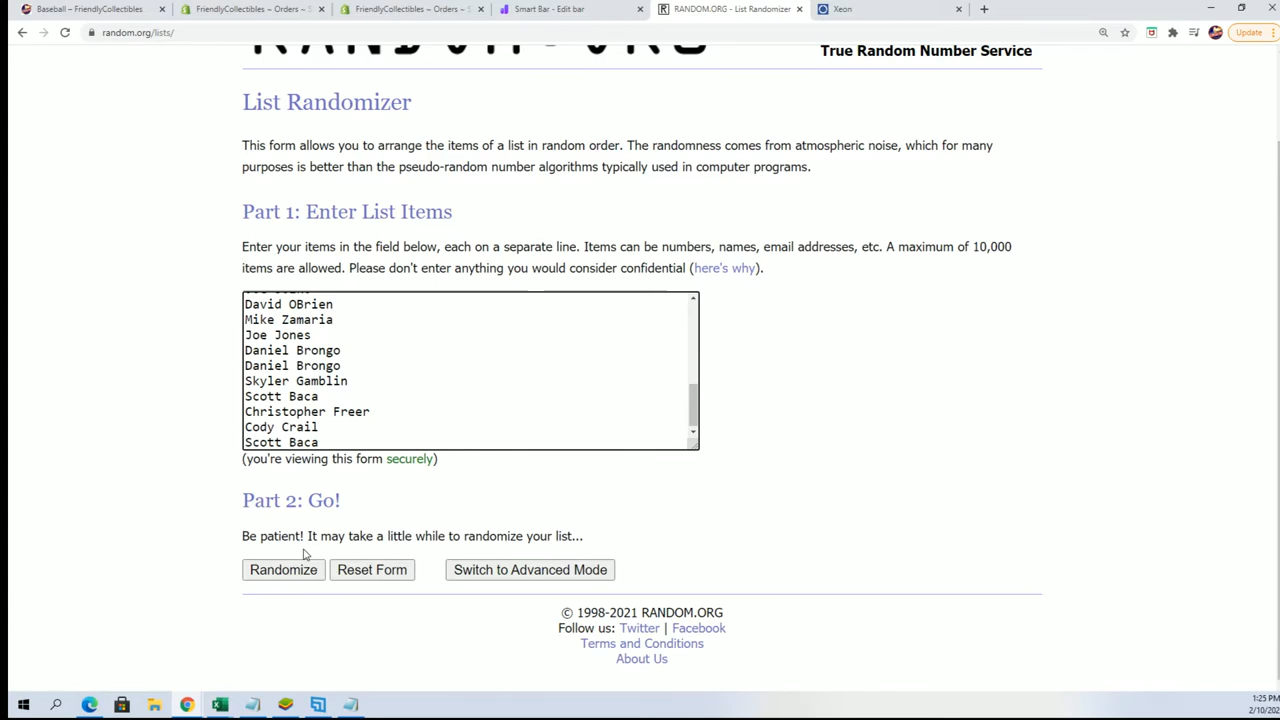 Baseball – FriendlyCollectibles
FriendlyCollectibles ~ Orders ~ S
FriendlyCollectibles ~ Orders ~ S
Smart Bar - Edit bar
RANDOM.ORG - List Randomizer
Xeon
random.org/lists/
Update
RANDOM.ORG
True Random Number Service
List Randomizer
This form allows you to arrange the items of a list in random order. The randomness comes from atmospheric noise, which for many
purposes is better than the pseudo-random number algorithms typically used in computer programs.
Part 1: Enter List Items
Enter your items in the field below, each on a separate line. Items can be numbers, names, email addresses, etc. A maximum of 10,000
items are allowed. Please don't enter anything you would consider confidential (here's why).
David OBrien
Mike Zamaria
Joe Jones
Daniel Brongo
Daniel Brongo
Skyler Gamblin
Scott Baca
Christopher Freer
Cody Crail
Scott Baca
(you're viewing this form securely)
Part 2: Go!
Be patient! It may take a little while to randomize your list...
Randomize
Reset Form
Switch to Advanced Mode
© 1998-2021 RANDOM.ORG
Follow us: Twitter | Facebook
Terms and Conditions
About Us
1:25 PM
2/10/202